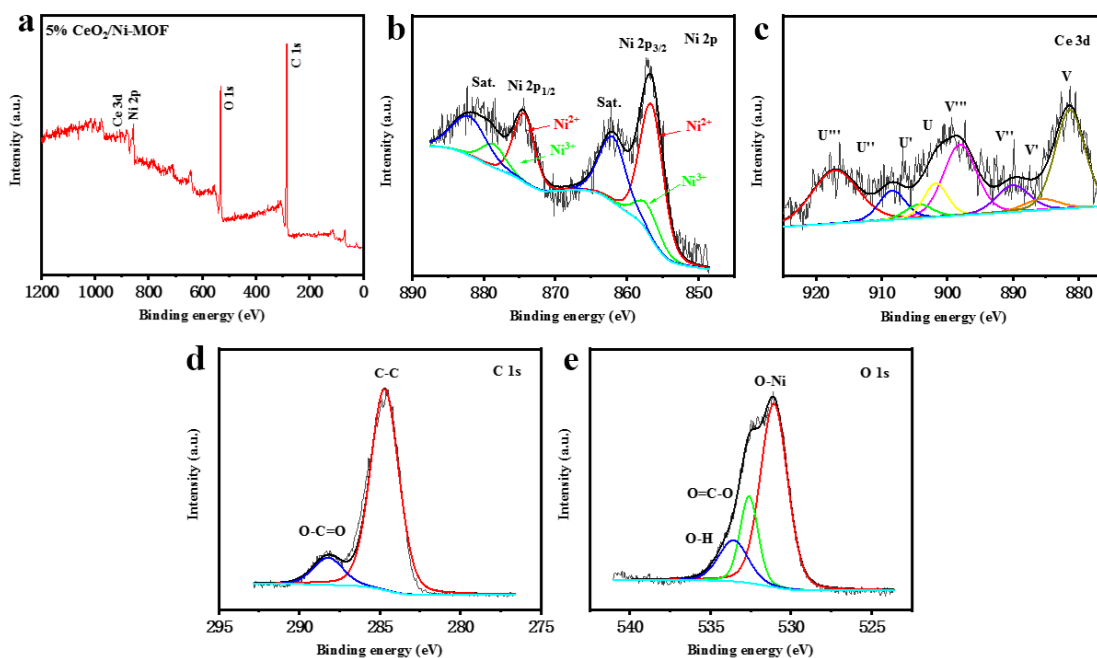 a
5% CeO₂/Ni-MOF
Intensity (a.u.)
Ce 3d
Ni 2p
O 1s
C 1s
1200 1000 800 600 400 200 0
Binding energy (eV)
b
Ni 2p
Intensity (a.u.)
Sat.
Ni 2p₁/₂
Sat.
Ni 2p₃/₂
Ni²⁺
Ni³⁺
Ni²⁺
Ni³⁺
890 880 870 860 850
Binding energy (eV)
c
Ce 3d
Intensity (a.u.)
U'''
U''
U'
U
V'''
V''
V'
V
920 910 900 890 880
Binding energy (eV)
d
C 1s
Intensity (a.u.)
O-C=O
C-C
295 290 285 280 275
Binding energy (eV)
e
O 1s
Intensity (a.u.)
O-H
O=C-O
O-Ni
540 535 530 525
Binding energy (eV)